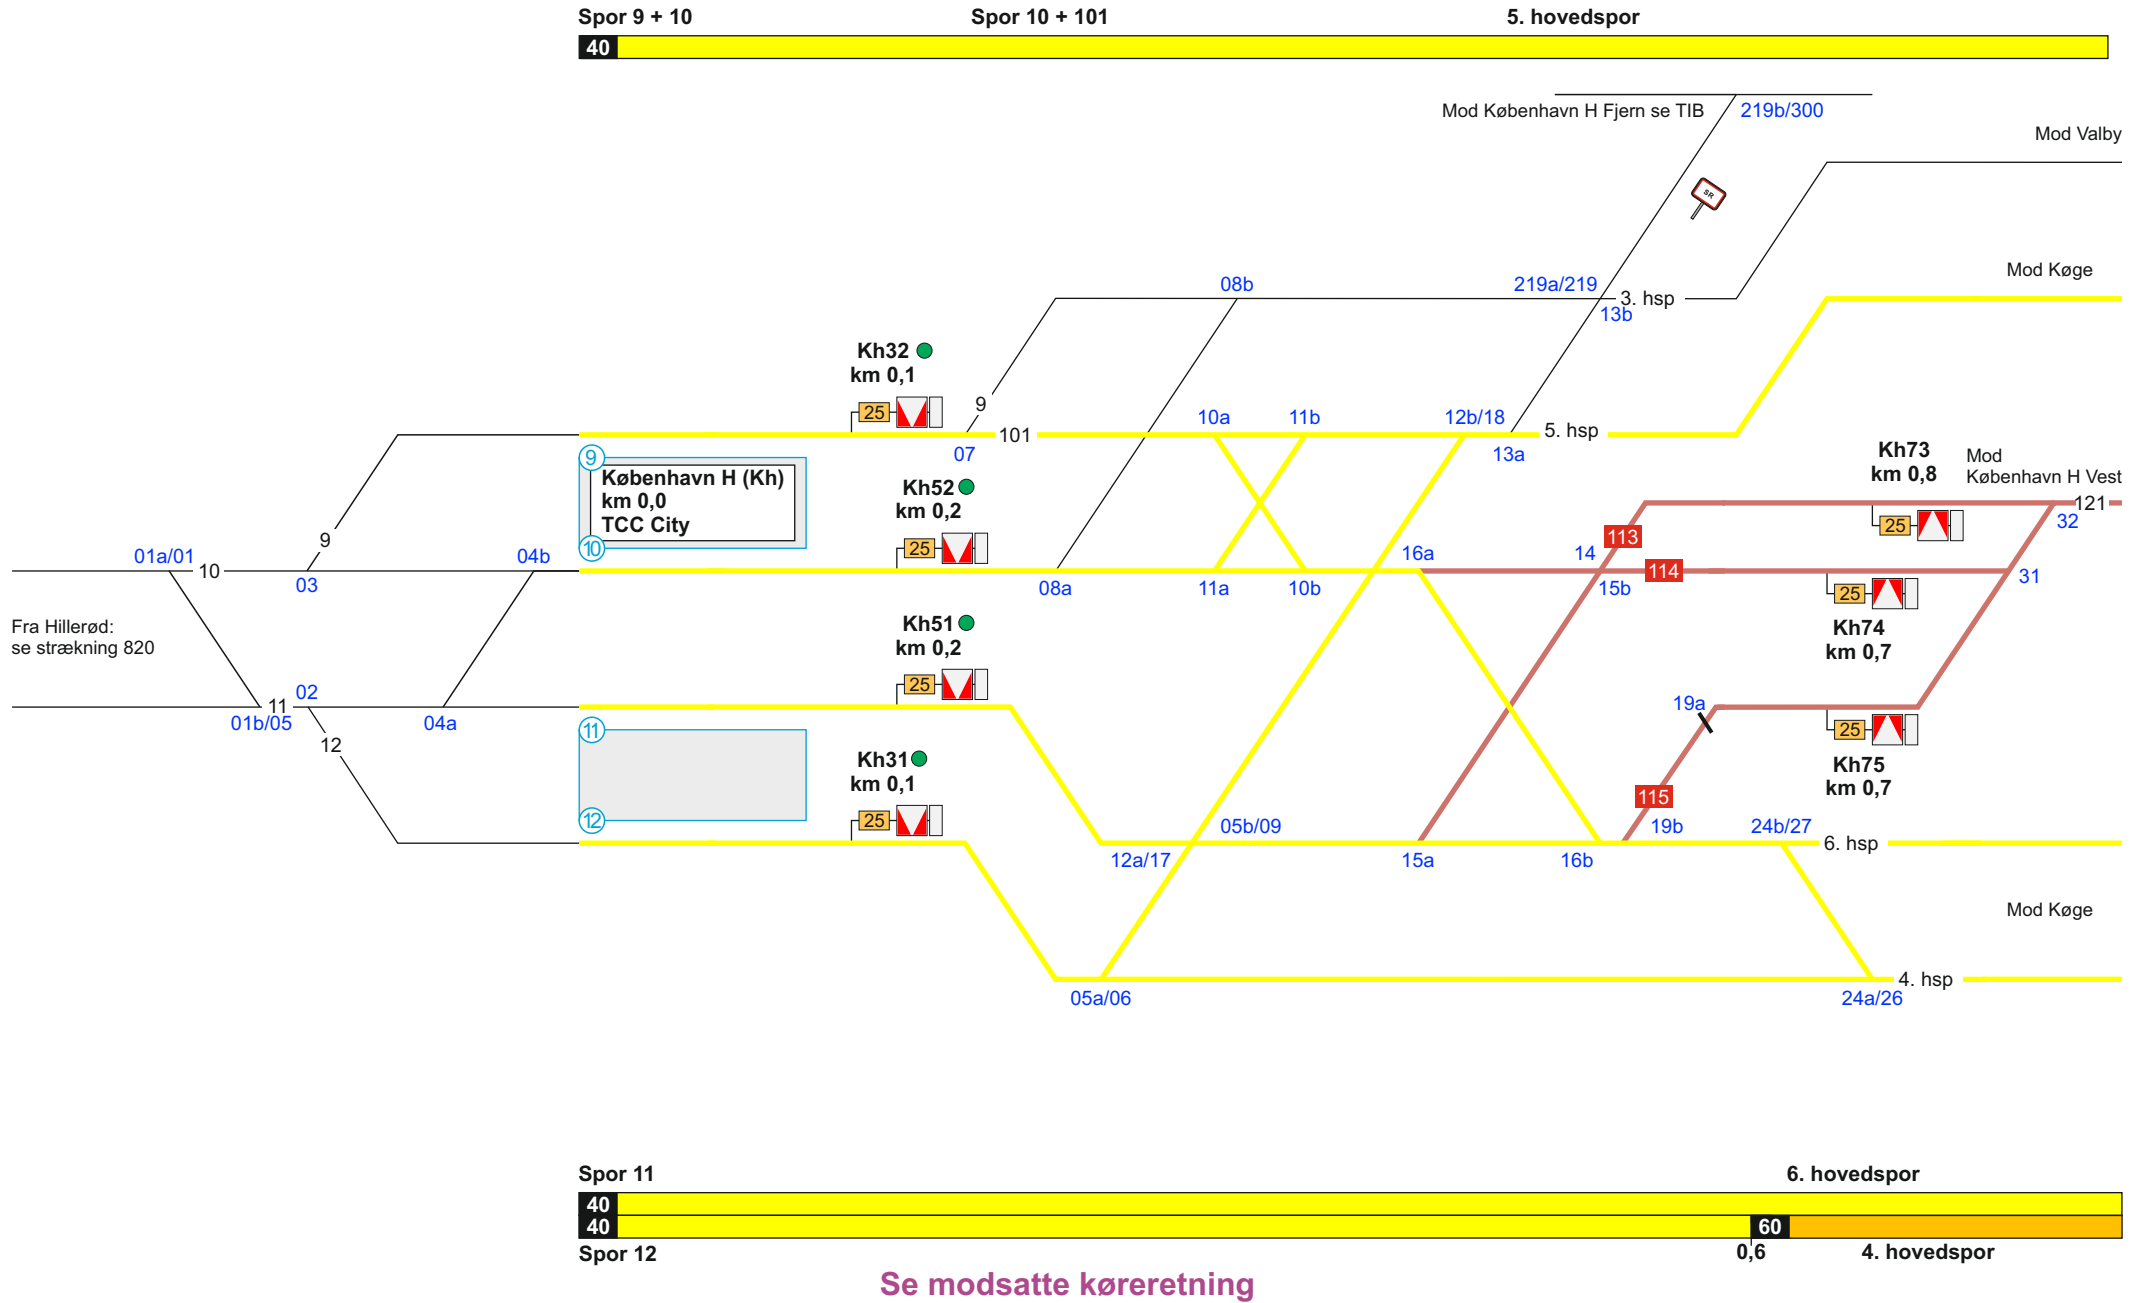 Spor 9 + 10
Spor 10 + 101
5. hovedspor
40
Mod København H Fjern se TIB
219b/300
Mod Valby
SR
Mod Køge
08b
219a/219
3. hsp
13b
Kh32
km 0,1
25
9
101
07
10a
11b
12b/18
13a
5. hsp
9
København H (Kh)
km 0,0
TCC City
10
Kh52
km 0,2
25
Kh73
km 0,8
25
Mod
København H Vest
121
32
113
01a/01
10
9
03
04b
08a
11a
10b
16a
14
15b
114
31
25
Kh74
km 0,7
Fra Hillerød:
se strækning 820
Kh51
km 0,2
25
01b/05
11
02
12
04a
11
12
19a
25
Kh75
km 0,7
Kh31
km 0,1
25
115
12a/17
05b/09
15a
16b
19b
24b/27
6. hsp
Mod Køge
05a/06
4. hsp
24a/26
Spor 11
6. hovedspor
40
40
60
Spor 12
0,6
4. hovedspor
Se modsatte køreretning